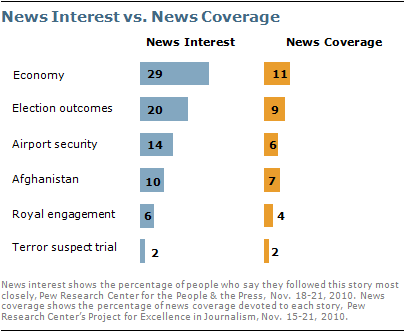 News Interest vs. News Coverage
News Interest News Coverage
Economy 29 11
Election outcomes 20 9
Airport security 14 6
Afghanistan 10 7
Royal engagement 6 4
Terror suspect trial 2 2
News interest shows the percentage of people who say they followed this story most
closely, Pew Research Center for the People & the Press, Nov. 18-21, 2010. News
coverage shows the percentage of news coverage devoted to each story, Pew
Research Center's Project for Excellence in Journalism, Nov. 15-21, 2010.